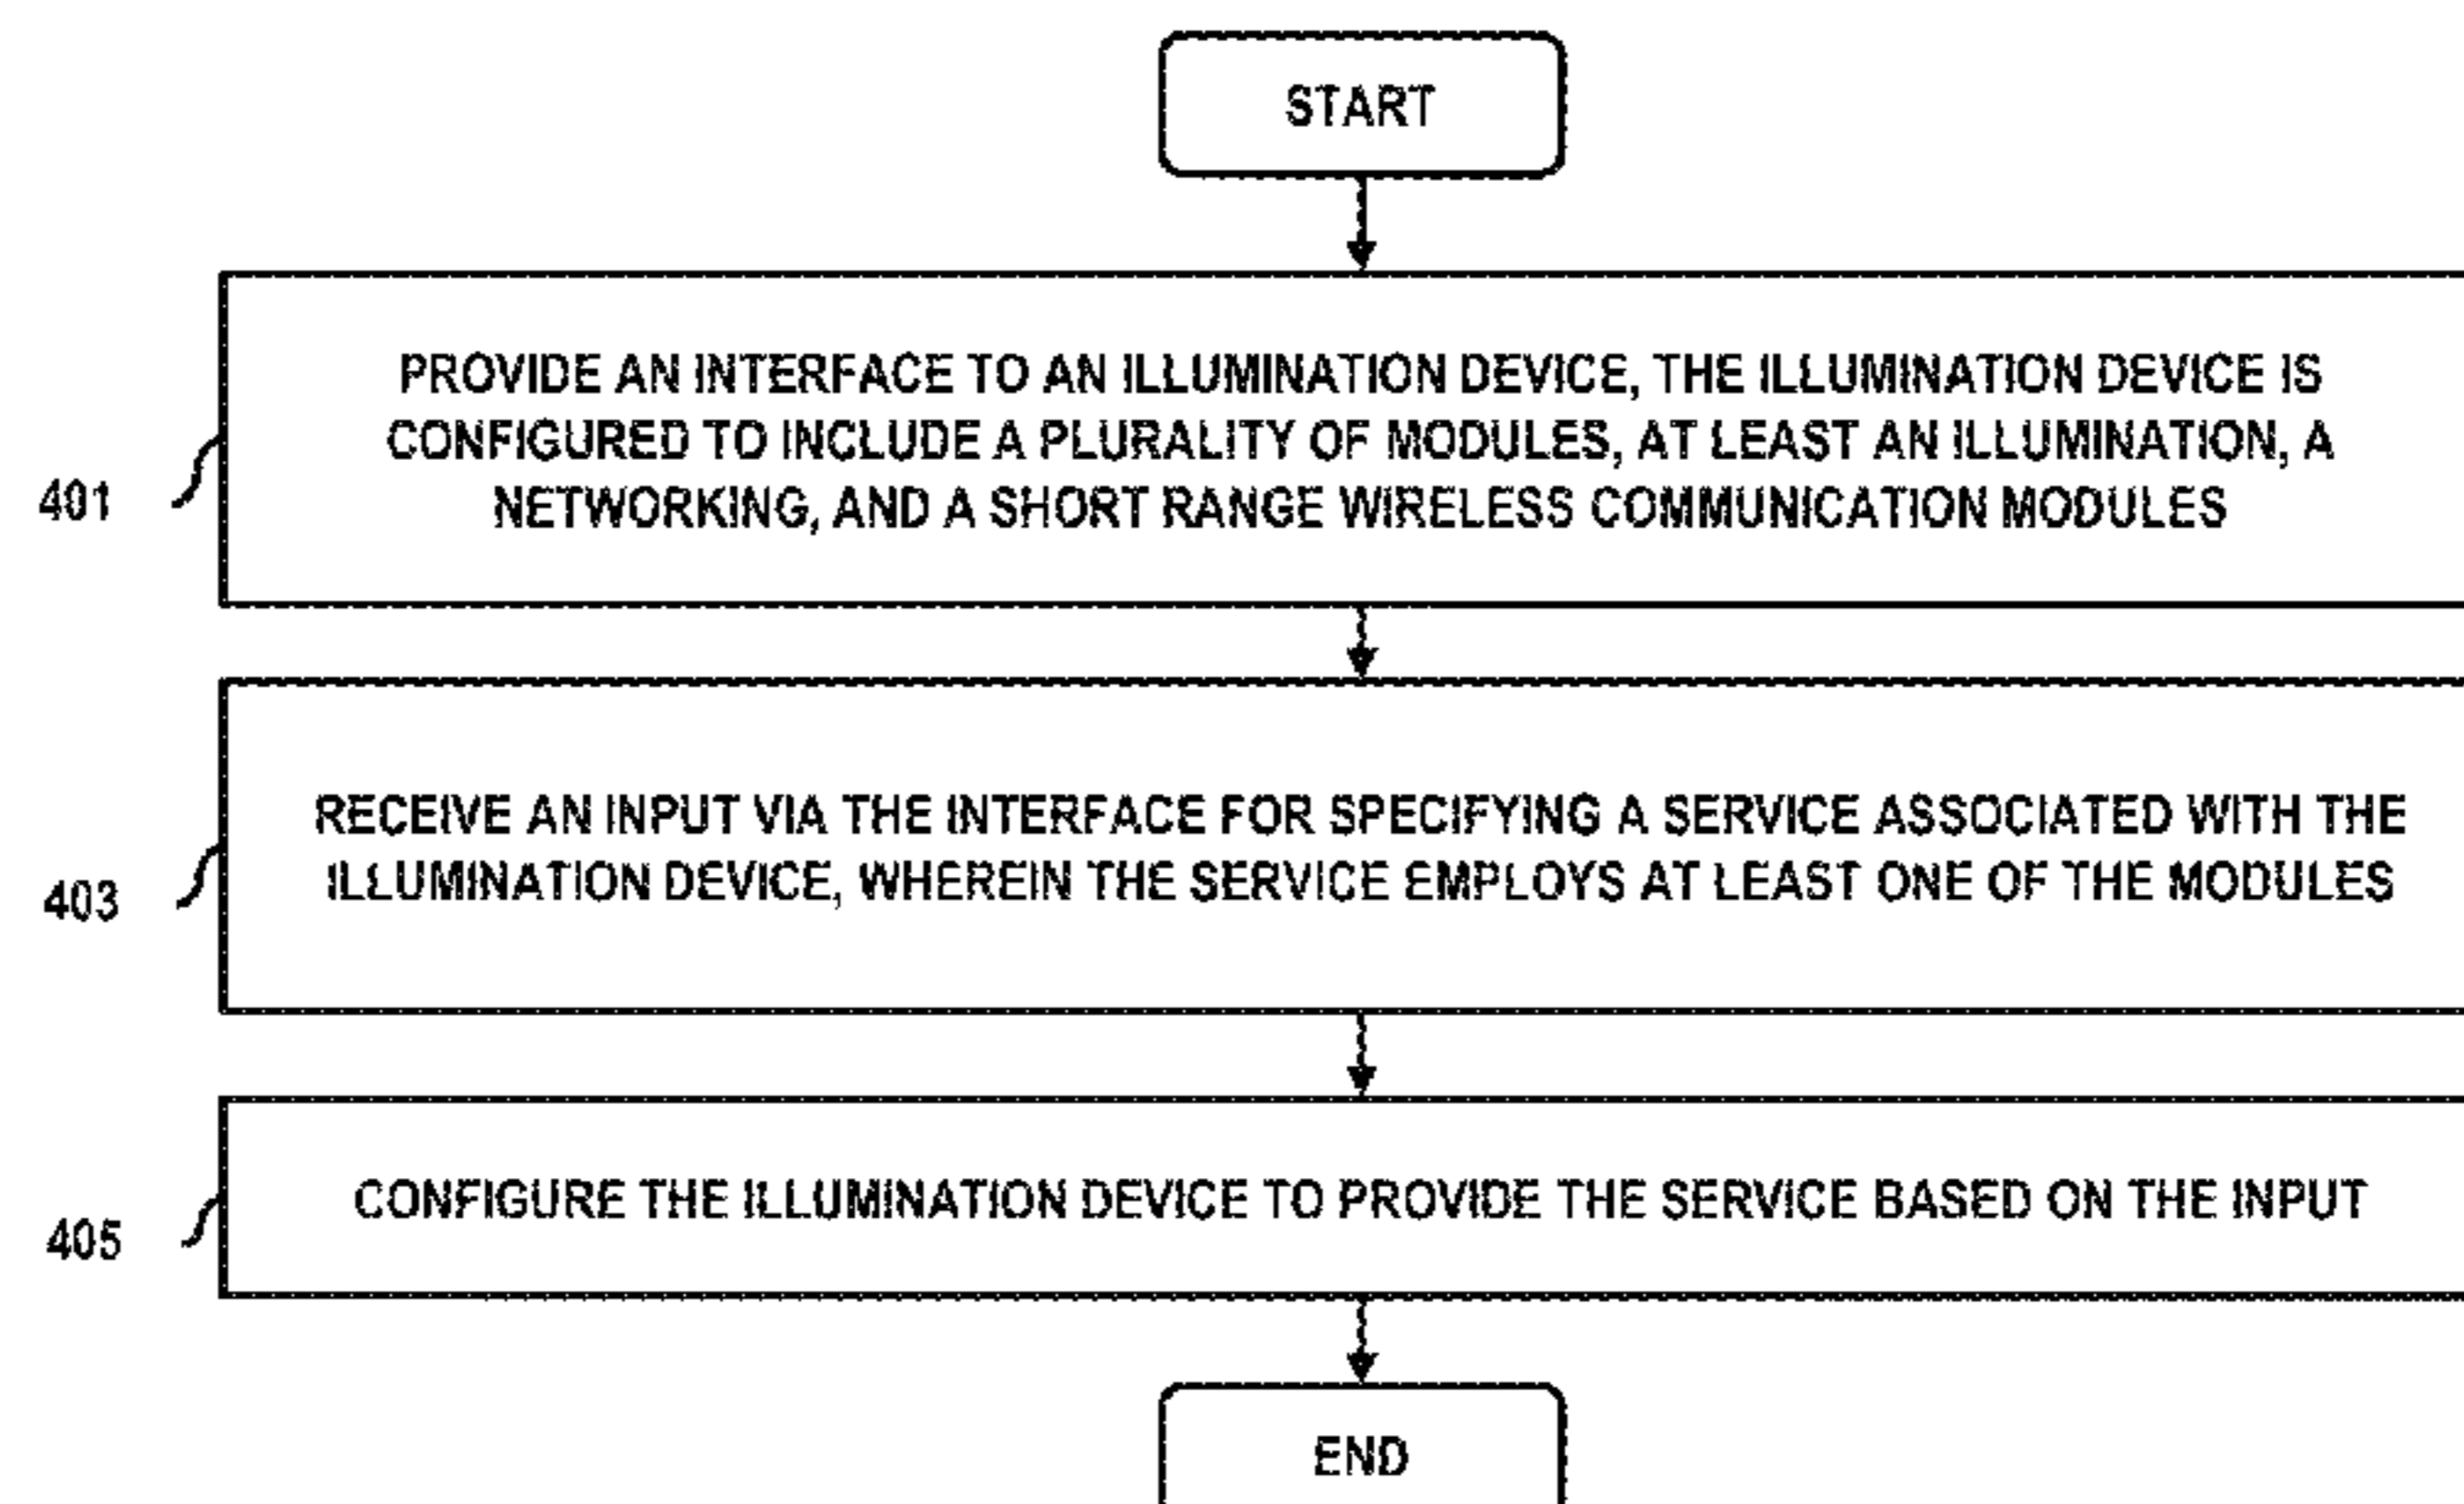 START
PROVIDE AN INTERFACE TO AN ILLUMINATION DEVICE, THE ILLUMINATION DEVICE IS
CONFIGURED TO INCLUDE A PLURALITY OF MODULES, AT LEAST AN ILLUMINATION, A
NETWORKING, AND A SHORT RANGE WIRELESS COMMUNICATION MODULES
401
RECEIVE AN INPUT VIA THE INTERFACE FOR SPECIFYING A SERVICE ASSOCIATED WITH THE
ILLUMINATION DEVICE, WHEREIN THE SERVICE EMPLOYS AT LEAST ONE OF THE MODULES
403
CONFIGURE THE ILLUMINATION DEVICE TO PROVIDE THE SERVICE BASED ON THE INPUT
405
END